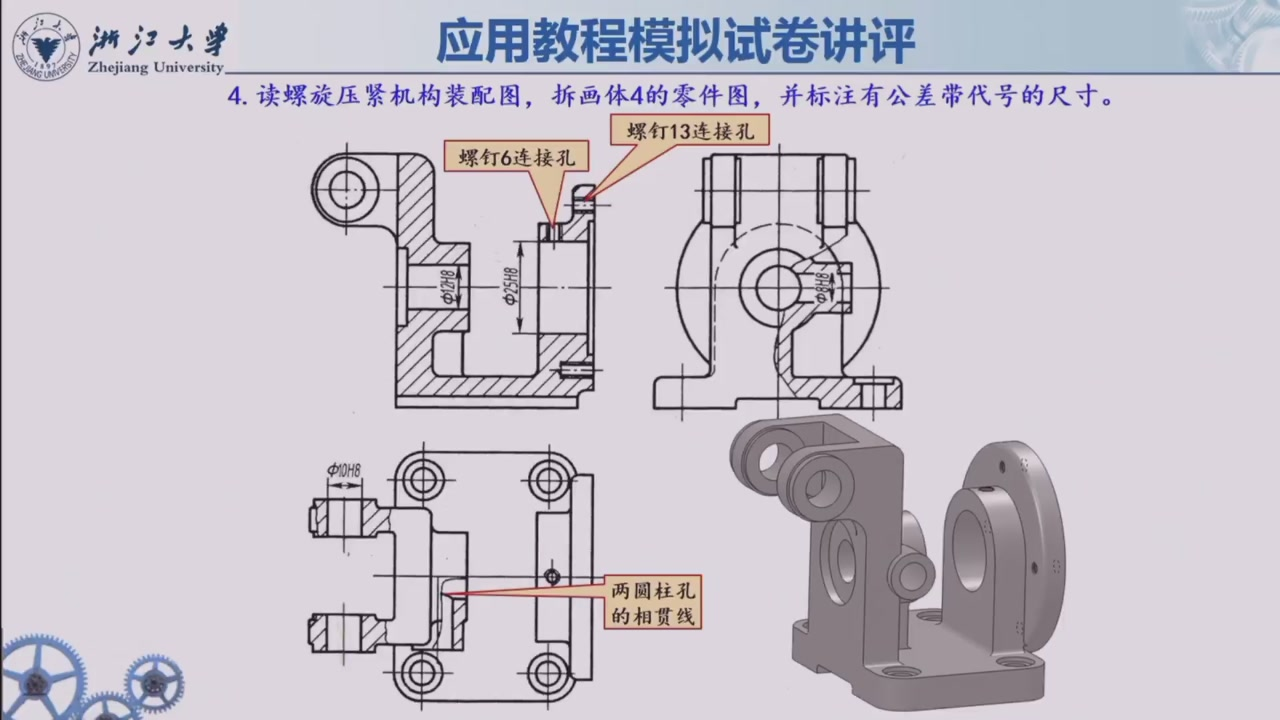 浙江大学
Zhejiang University
ZHEJIANG UNIVERSITY
1897
应用教程模拟试卷讲评
4. 读螺旋压紧机构装配图，拆画体4的零件图，并标注有公差带代号的尺寸。
螺钉13连接孔
螺钉6连接孔
Φ12H8
Φ25H8
Φ8H8
Φ10H8
两圆柱孔
的相贯线